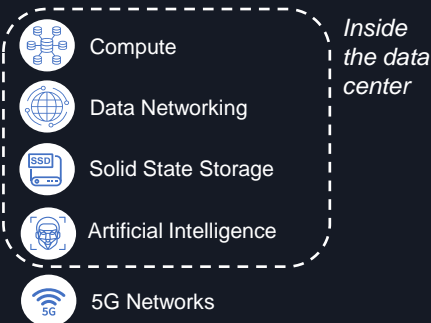 Compute
Inside
the data
center
Data Networking
SSD
Solid State Storage
Artificial Intelligence
5G
5G Networks